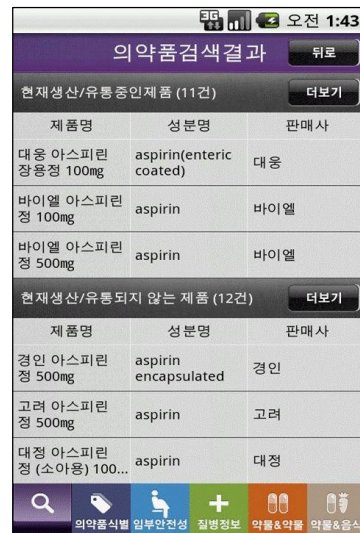 3G 오전 1:43
의약품검색결과 뒤로
현재생산/유통중인제품 (11건) 더보기
제품명 성분명 판매사
대웅 아스피린
장용정 100mg
aspirin(enteric
coated)
대웅
바이엘 아스피린
정 100mg
aspirin
바이엘
바이엘 아스피린
정 500mg
aspirin
바이엘
현재생산/유통되지 않는 제품 (12건) 더보기
제품명 성분명 판매사
경인 아스피린
정 500mg
aspirin
encapsulated
경인
고려 아스피린
정 500mg
aspirin
고려
대정 아스피린
정 (소아용) 100...
aspirin
대정
의약품식별 임부안전성 질병정보 약물&약물 약물&음식